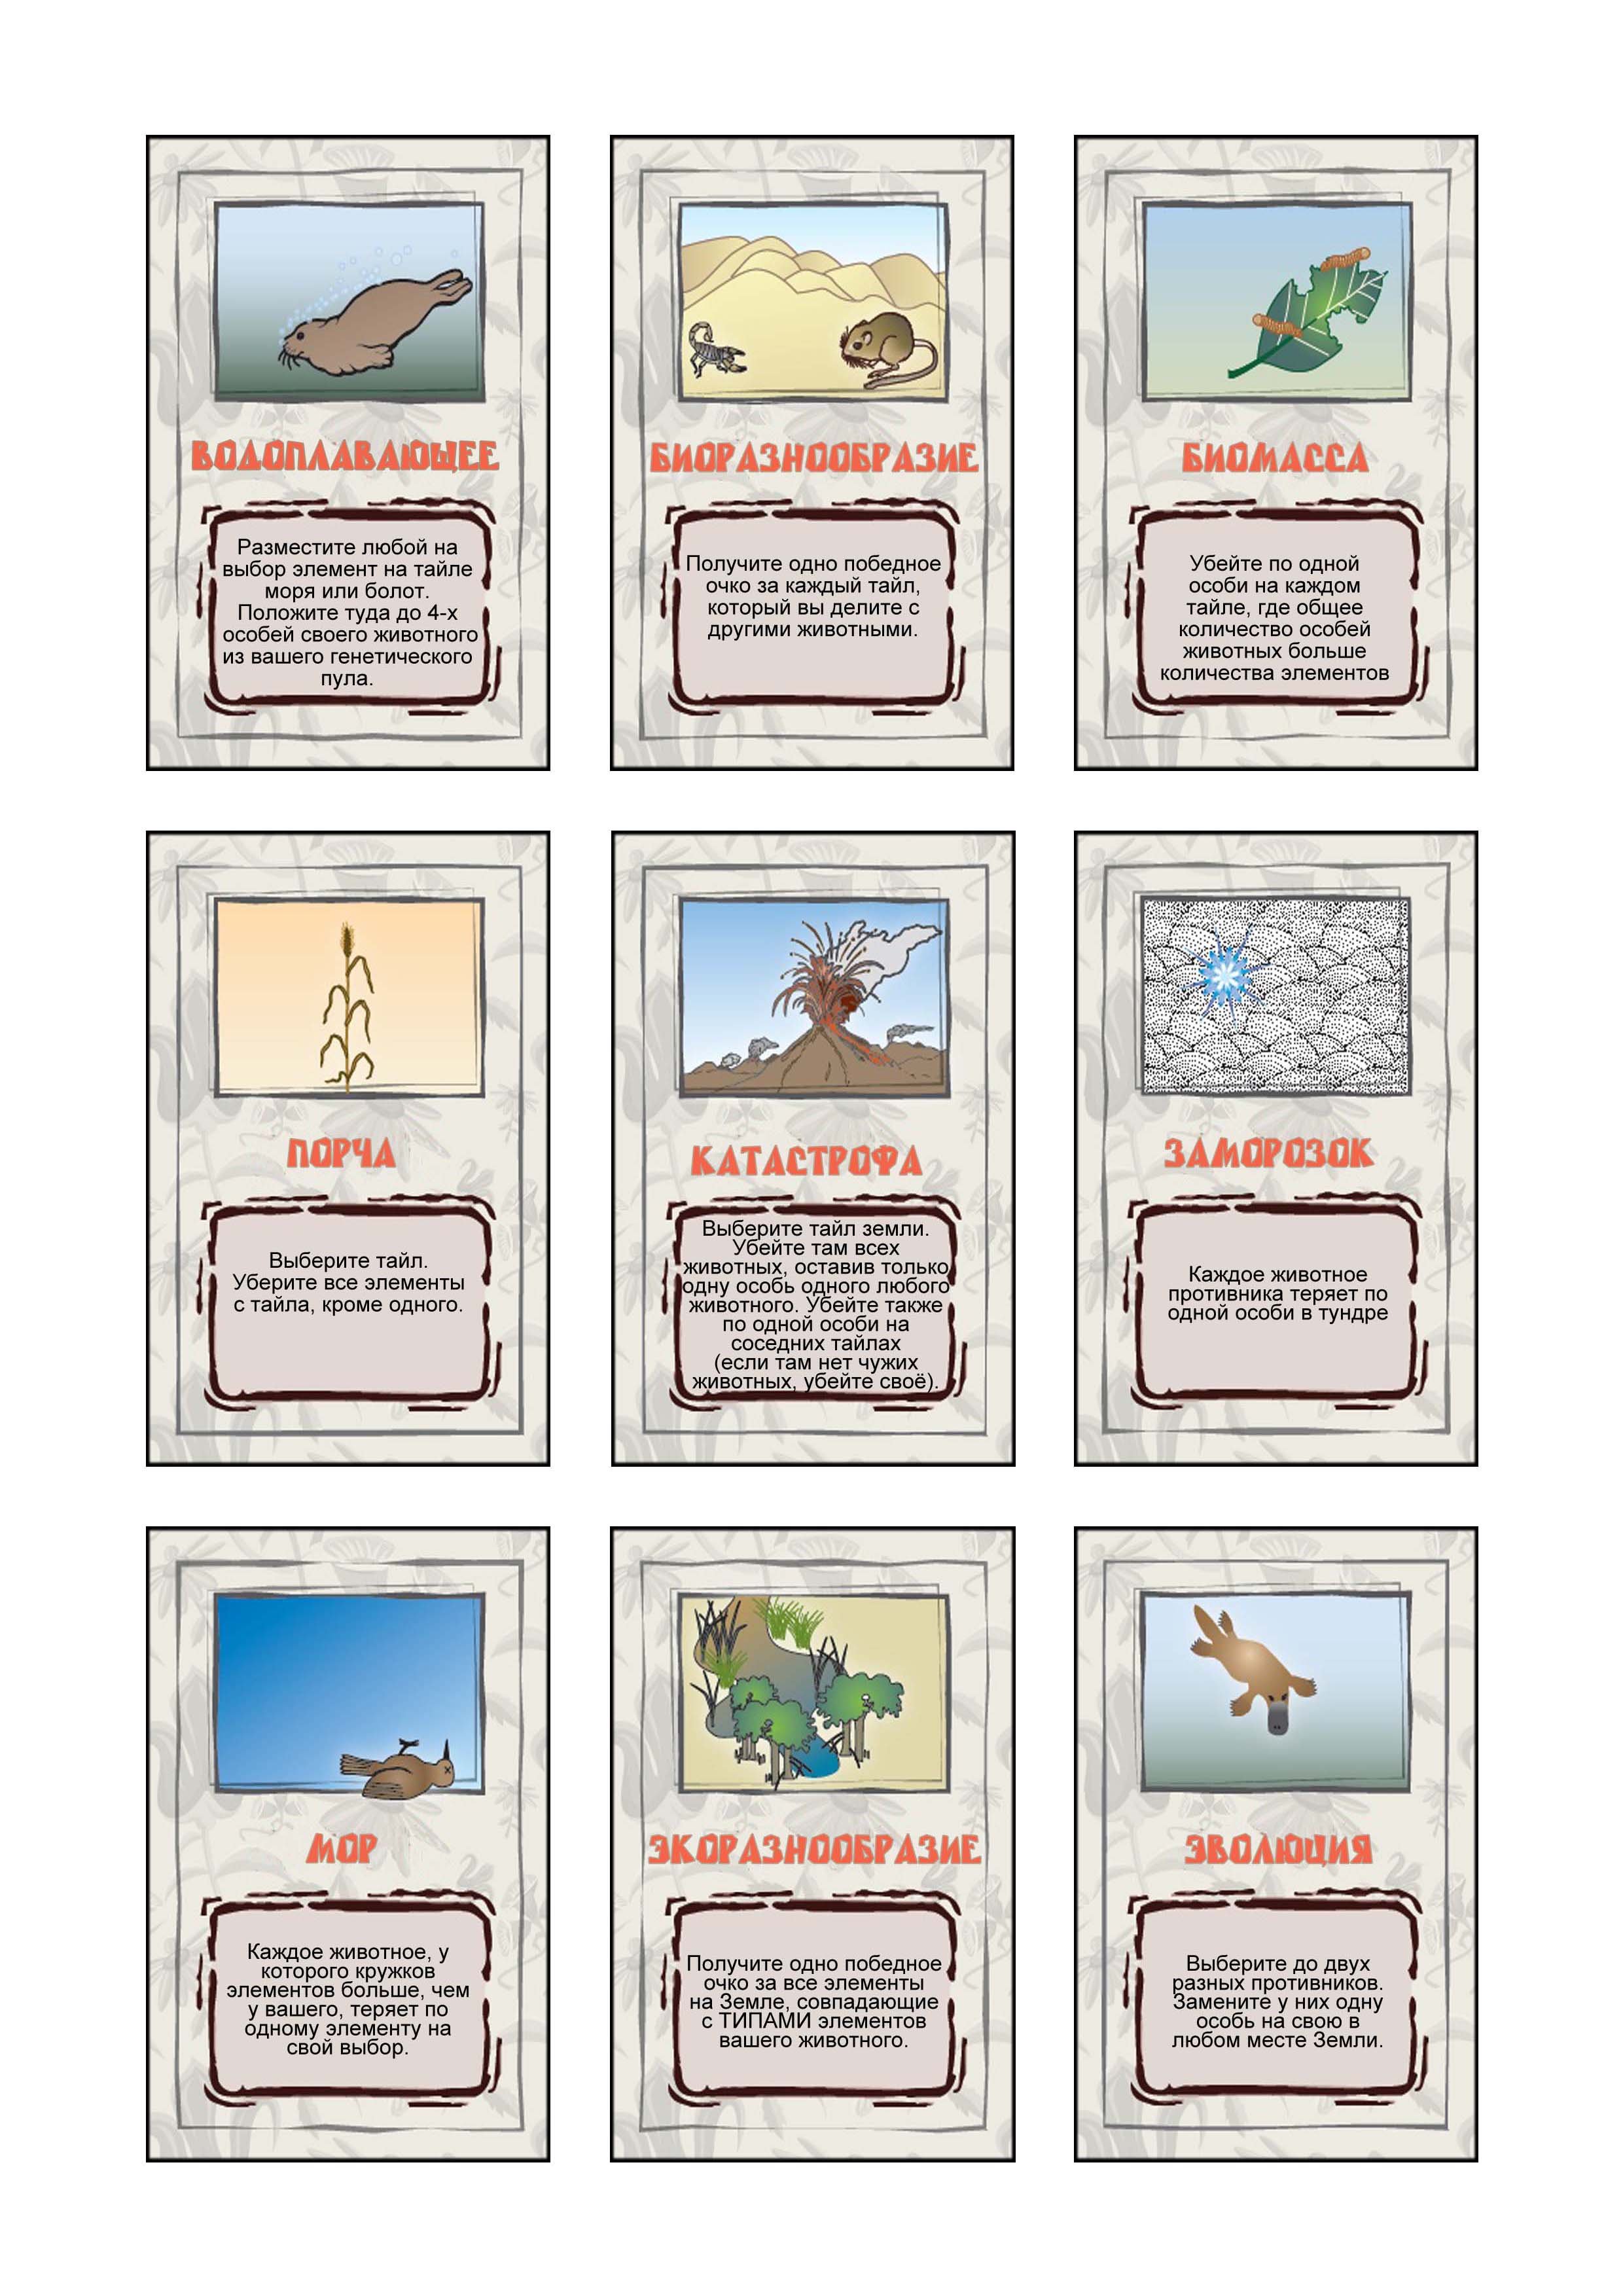 ВОДОПЛАВАЮЩЕЕ
Разместите любой на
выбор элемент на тайле
моря или болот.
Положите туда до 4-х
особей своего животного
из вашего генетического
пула.
БИОРАЗНООБРАЗИЕ
Получите одно победное
очко за каждый тайл,
который вы делите с
другими животными.
БИОМАССА
Убейте по одной
особи на каждом
тайле, где общее
количество особей
животных больше
количества элементов
ПОРЧА
Выберите тайл.
Уберите все элементы
с тайла, кроме одного.
КАТАСТРОФА
Выберите тайл земли.
Убейте там всех
животных, оставив только
одну особь одного любого
животного. Убейте также
по одной особи на
соседних тайлах
(если там нет чужих
животных, убейте своё).
ЗАМОРОЗОК
Каждое животное
противника теряет по
одной особи в тундре
МОР
Каждое животное, у
которого кружков
элементов больше, чем
у вашего, теряет по
одному элементу на
свой выбор.
ЭКОРАЗНООБРАЗИЕ
Получите одно победное
очко за все элементы
на Земле, совпадающие
с ТИПАМИ элементов
вашего животного.
ЭВОЛЮЦИЯ
Выберите до двух
разных противников.
Замените у них одну
особь на свою в
любом месте Земли.